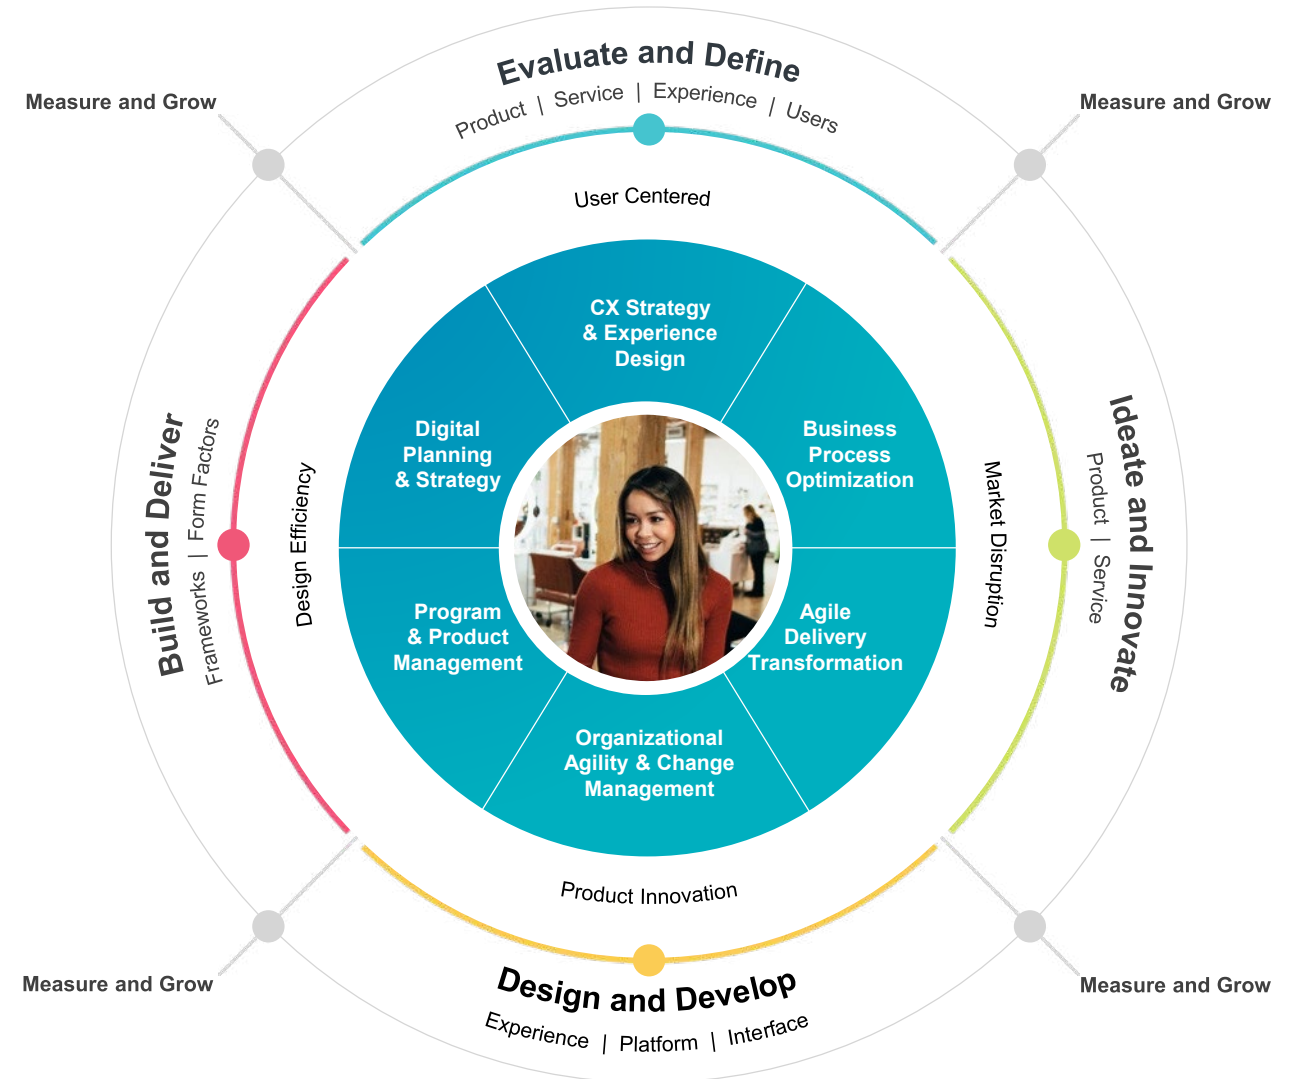 Evaluate and Define
Measure and Grow
Measure and Grow
Product | Service | Experience | Users
User Centered
CX Strategy
& Experience
Design
Digital
Planning
& Strategy
Business
Process
Optimization
Build and Deliver
Frameworks | Form Factors
Design Efficiency
Market Disruption
Ideate and Innovate
Product | Service
Program
& Product
Management
Agile
Delivery
Transformation
Organizational
Agility & Change
Management
Product Innovation
Design and Develop
Experience | Platform | Interface
Measure and Grow
Measure and Grow